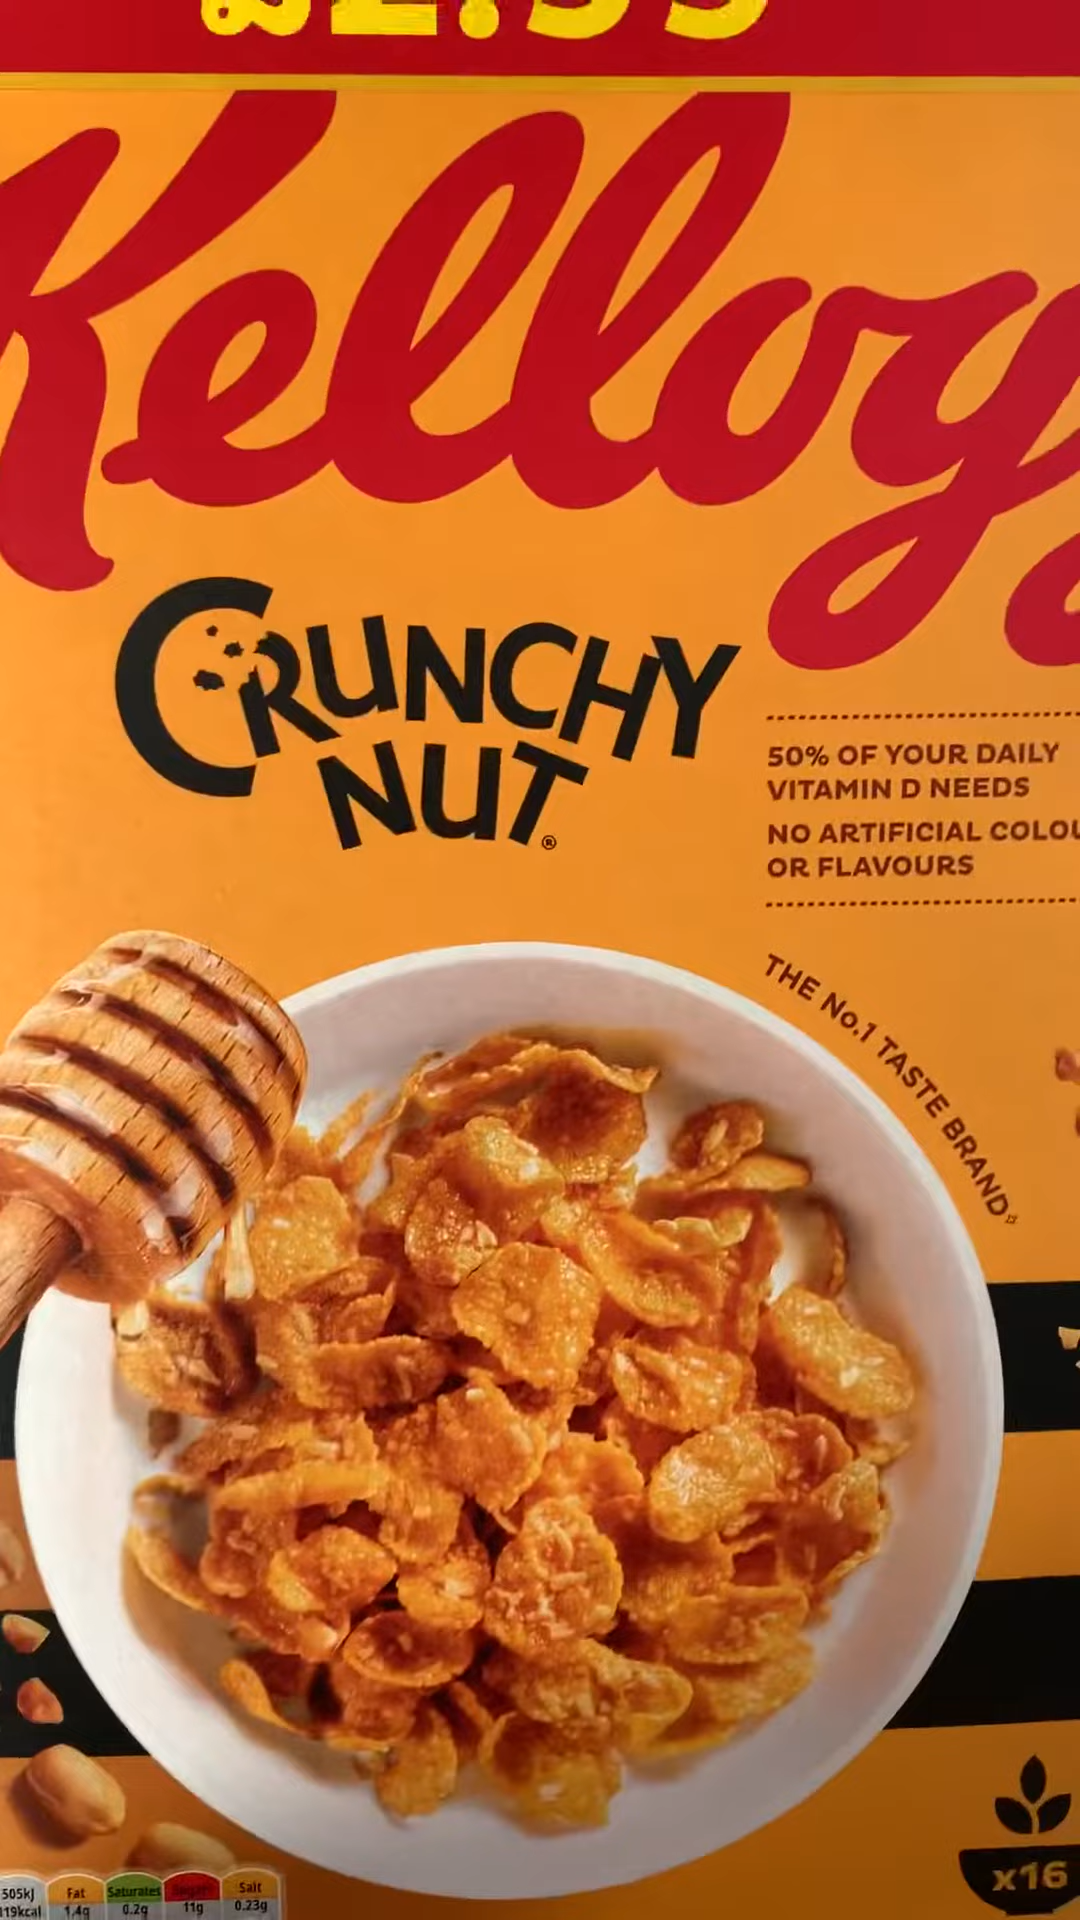 Kellog
CRUNCHY
NUT®
50% OF YOUR DAILY
VITAMIN D NEEDS
NO ARTIFICIAL COLOU
OR FLAVOURS
THE No.1 TASTE BRAND
505kJ
119kcal
Fat
1.4g
Saturates
0.2g
Sugars
11g
Salt
0.23g
x16